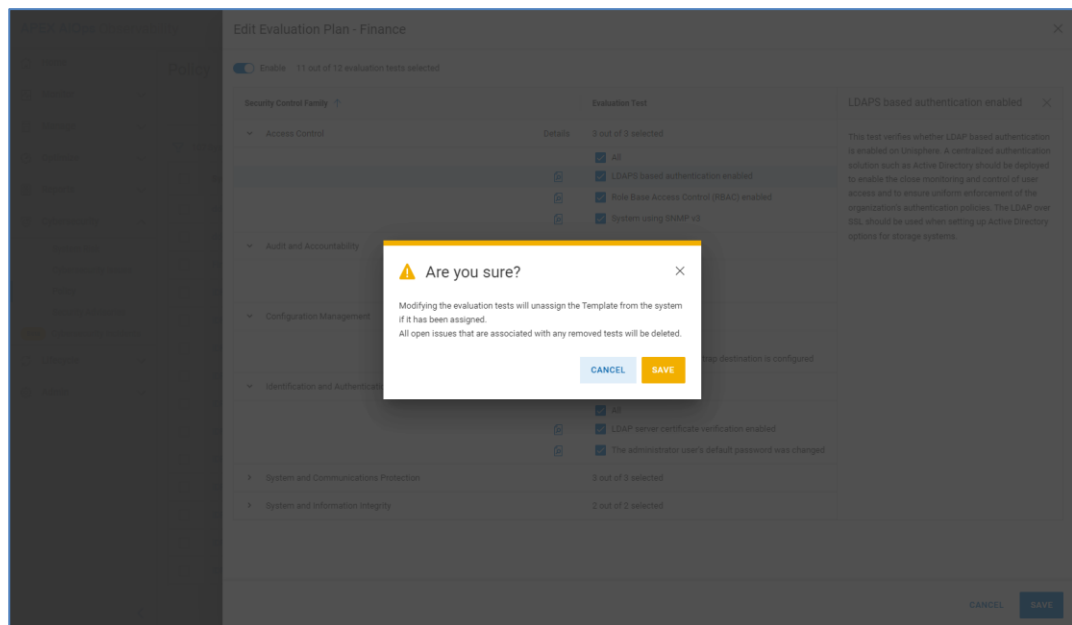 Edit Evaluation Plan - Finance
Policy
Enable 11 out of 13 evaluation tests selected
Security Control Family ↑ Evaluation Test
LDAPS based authentication enabled
Access Control Details 3 out of 3 selected
All
LDAPS based authentication enabled
Role Base Access Control (RBAC) enabled
System using SNMP v3
This test verifies whether LDAP based authentication
is enabled on Unisphere. A centralized authentication
solution such as Active Directory should be deployed
to enable the close monitoring and control of user
access and to ensure uniform enforcement of the
organization's authentication policies. The LDAP over
SSL should be used when setting up Active Directory
options for storage systems.
Audit and Accountability
Configuration Management
trap destination is configured
Are you sure?
Modifying the evaluation tests will unassign the Template from the system
if it has been assigned.
All open issues that are associated with any removed tests will be deleted.
CANCEL SAVE
Identification and Authenticat
All
LDAP server certificate verification enabled
The administrator user's default password was changed
System and Communications Protection 3 out of 3 selected
System and Information Integrity 2 out of 2 selected
CANCEL SAVE